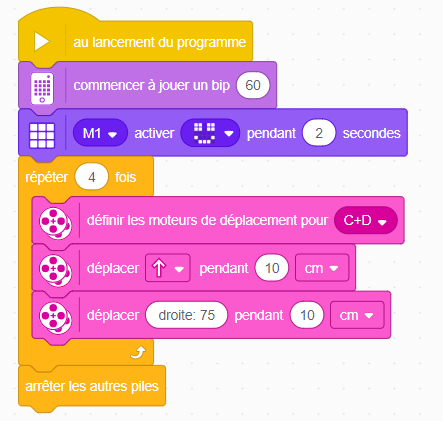 au lancement du programme
commencer à jouer un bip 60
M1 activer pendant 2 secondes
répéter 4 fois
définir les moteurs de déplacement pour C+D
déplacer pendant 10 cm
déplacer droite: 75 pendant 10 cm
arrêter les autres piles